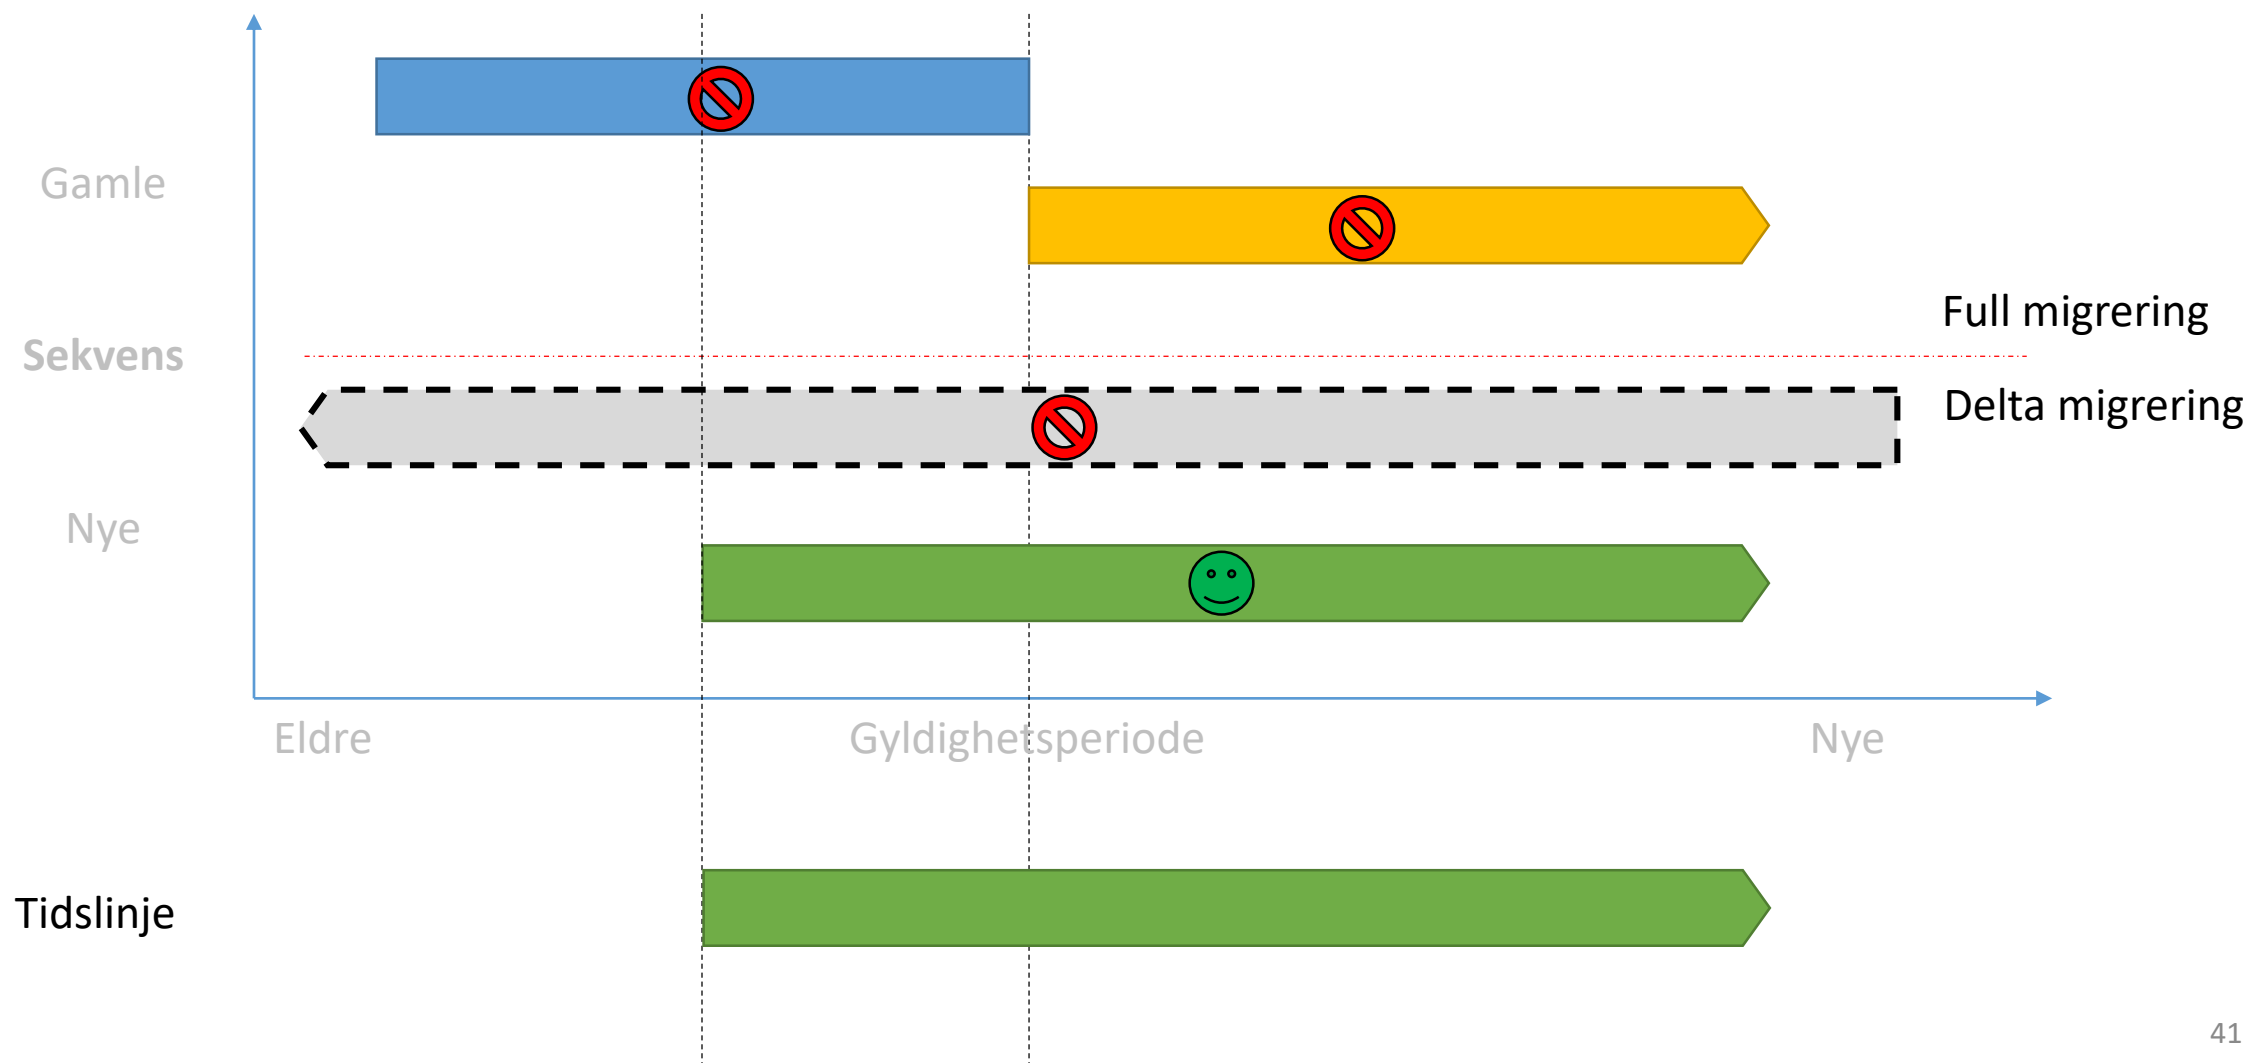 Gamle
Full migrering
Sekvens
Delta migrering
Nye
Eldre
Gyldighetsperiode
Nye
Tidslinje
41